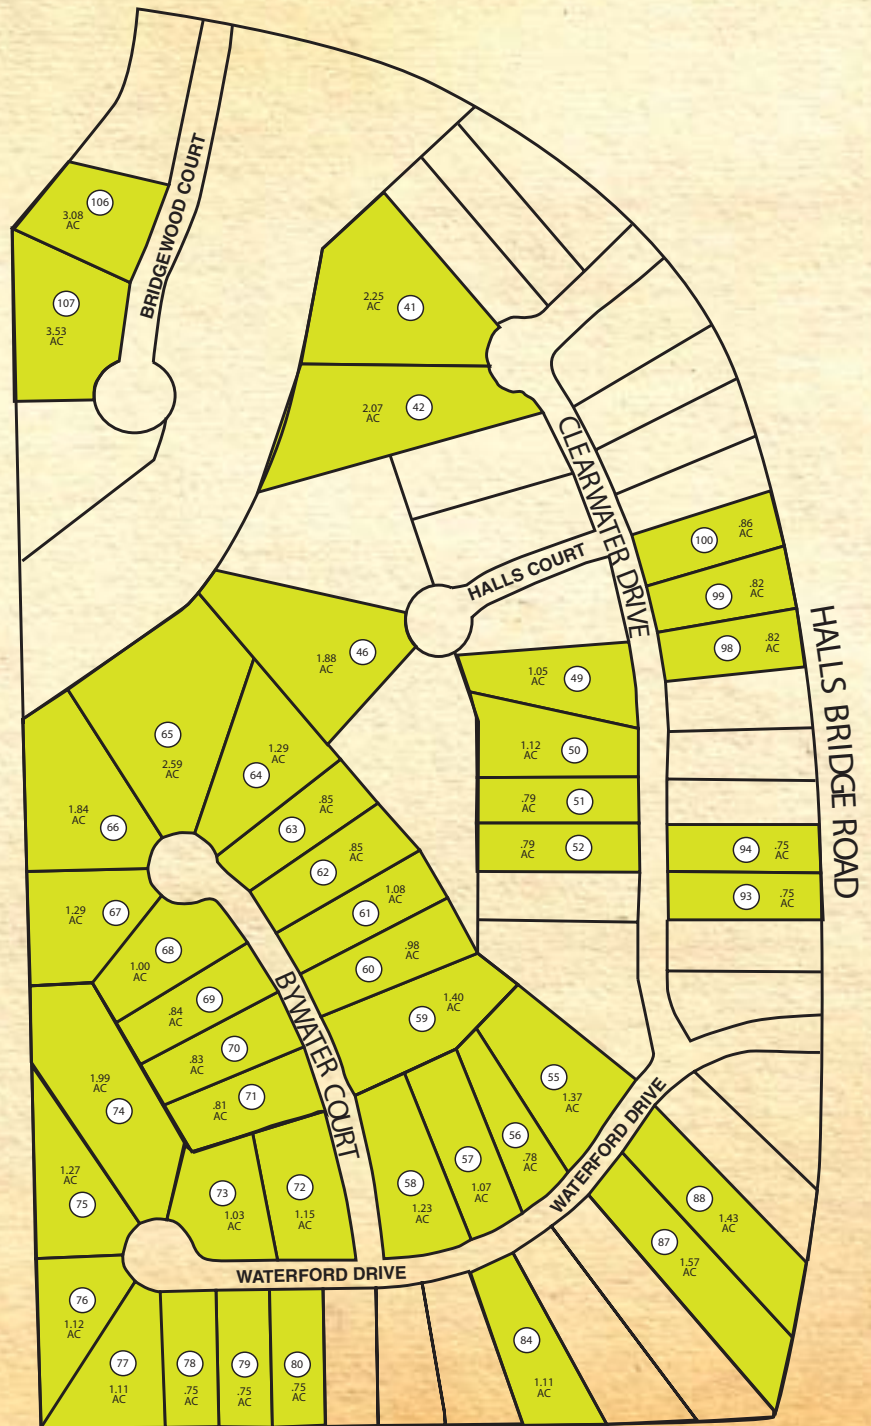 106
3.08
AC
BRIDGEWOOD COURT
107
3.53
AC
2.25
AC
41
2.07
AC
42
CLEARWATER DRIVE
HALLS COURT
100
.86
AC
99
.82
AC
98
.82
AC
HALLS BRIDGE ROAD
1.88
AC
46
1.05
AC
49
1.12
AC
50
.79
AC
51
.79
AC
52
94
.75
AC
93
.75
AC
65
2.59
AC
1.29
AC
64
1.84
AC
66
.85
AC
63
.85
AC
62
1.08
AC
61
.98
AC
60
1.40
AC
59
1.29
AC
67
68
1.00
AC
69
.84
AC
70
.83
AC
71
.81
AC
BYWATER COURT
1.99
AC
74
1.27
AC
75
73
1.03
AC
72
1.15
AC
58
1.23
AC
57
1.07
AC
56
.78
AC
55
1.37
AC
WATERFORD DRIVE
88
1.43
AC
87
1.57
AC
WATERFORD DRIVE
76
1.12
AC
77
1.11
AC
78
.75
AC
79
.75
AC
80
.75
AC
84
1.11
AC